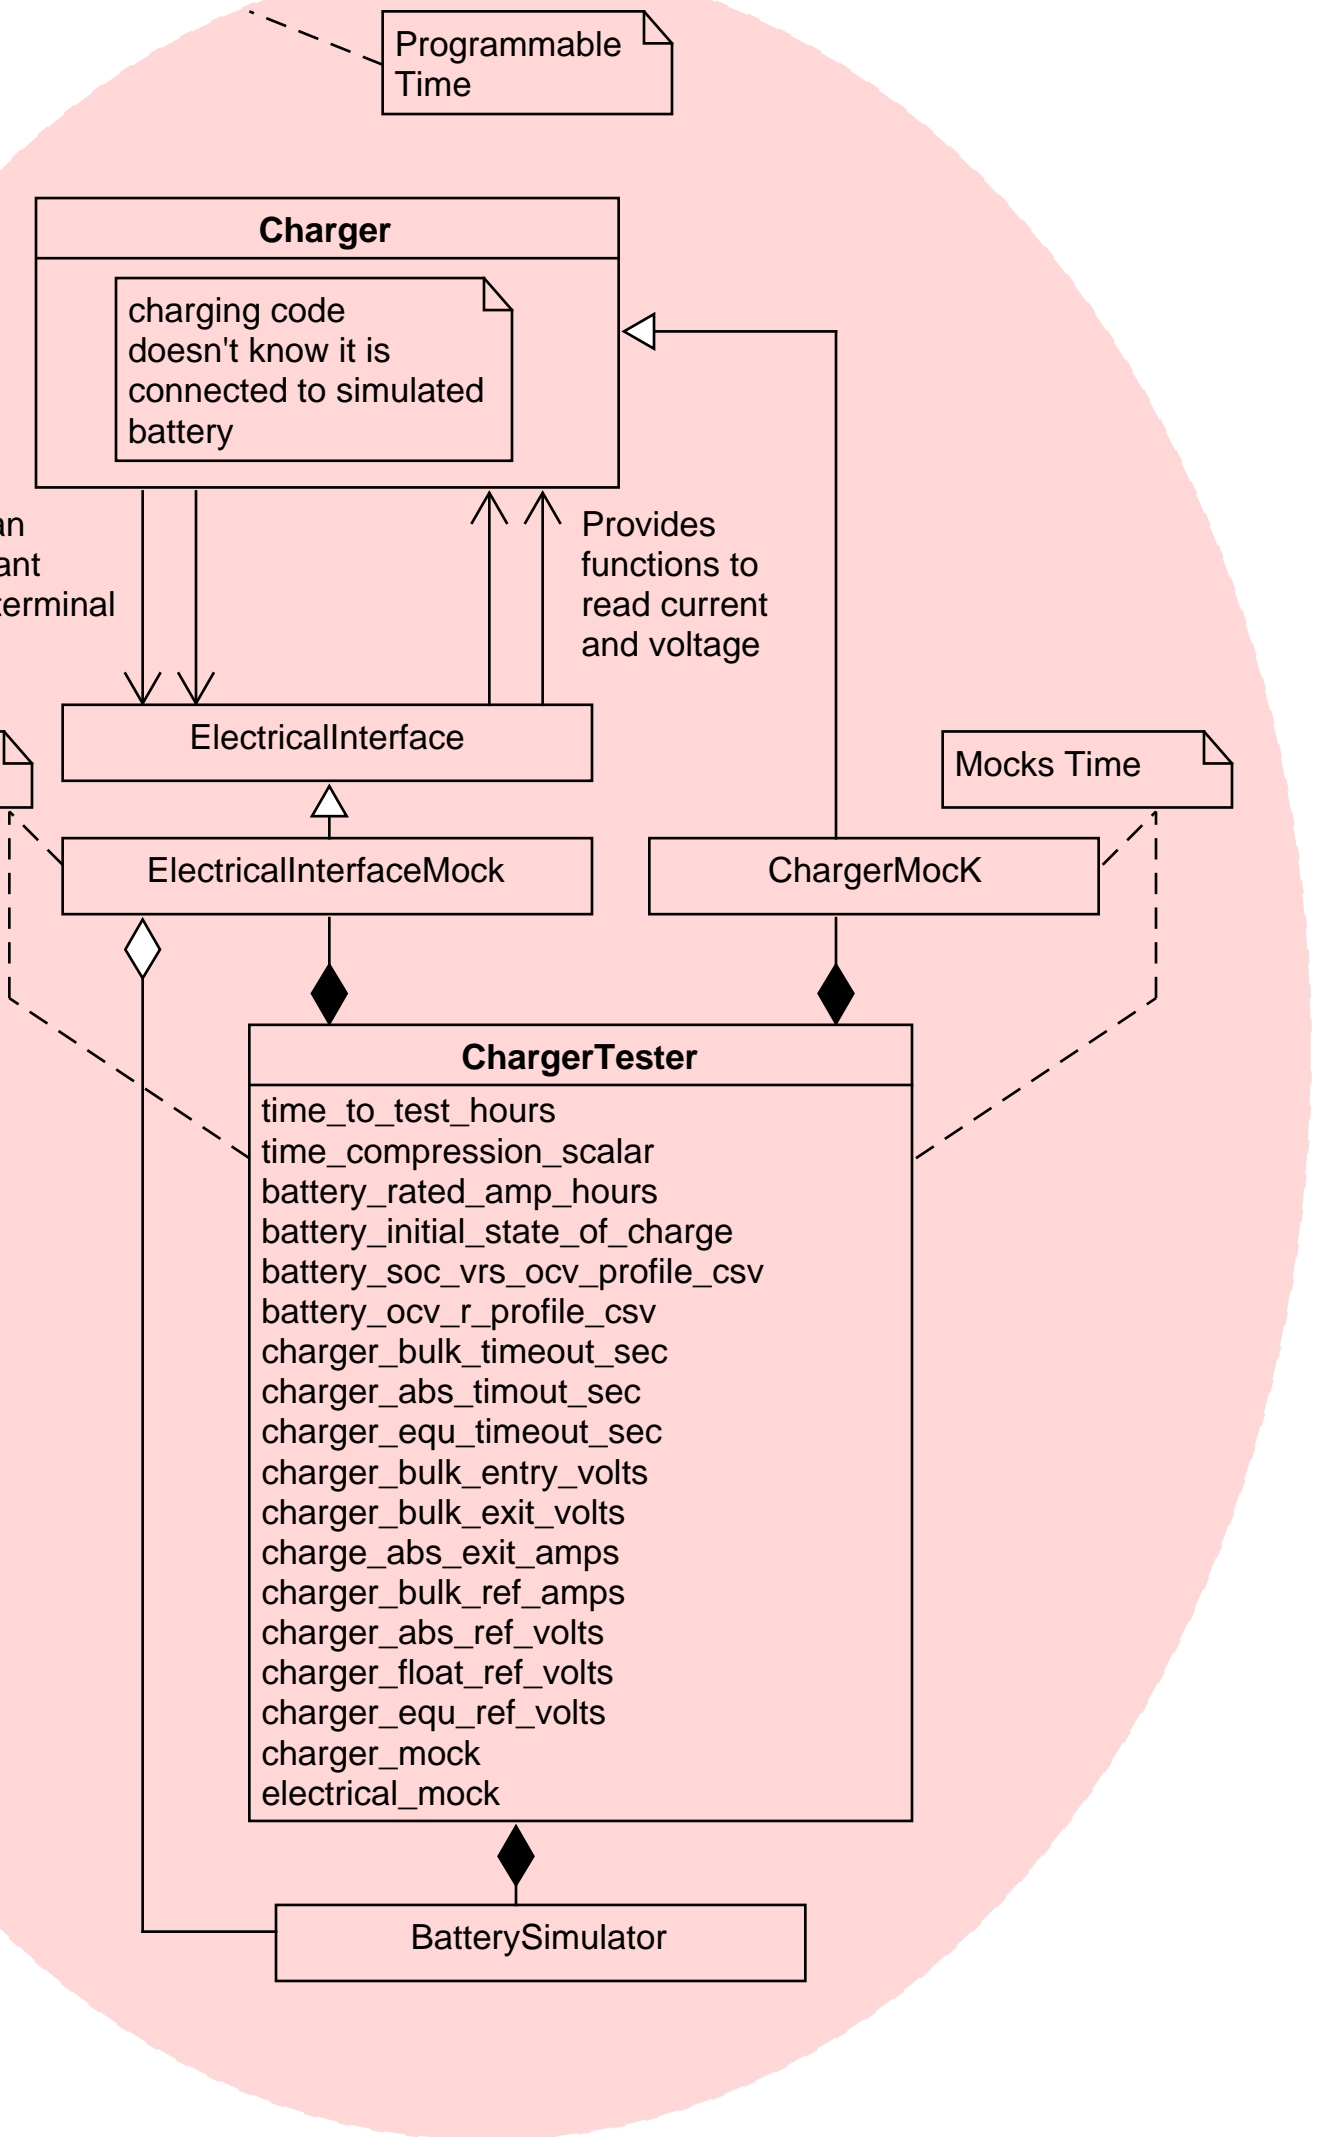 Programmable
Time
Charger
charging code
doesn't know it is
connected to simulated
battery
terminal
Provides
functions to
read current
and voltage
ElectricalInterface
Mocks Time
ElectricalInterfaceMock
ChargerMocK
ChargerTester
time_to_test_hours
time_compression_scalar
battery_rated_amp_hours
battery_initial_state_of_charge
battery_soc_vrs_ocv_profile_csv
battery_ocv_r_profile_csv
charger_bulk_timeout_sec
charger_abs_timout_sec
charger_equ_timeout_sec
charger_bulk_entry_volts
charger_bulk_exit_volts
charge_abs_exit_amps
charger_bulk_ref_amps
charger_abs_ref_volts
charger_float_ref_volts
charger_equ_ref_volts
charger_mock
electrical_mock
BatterySimulator